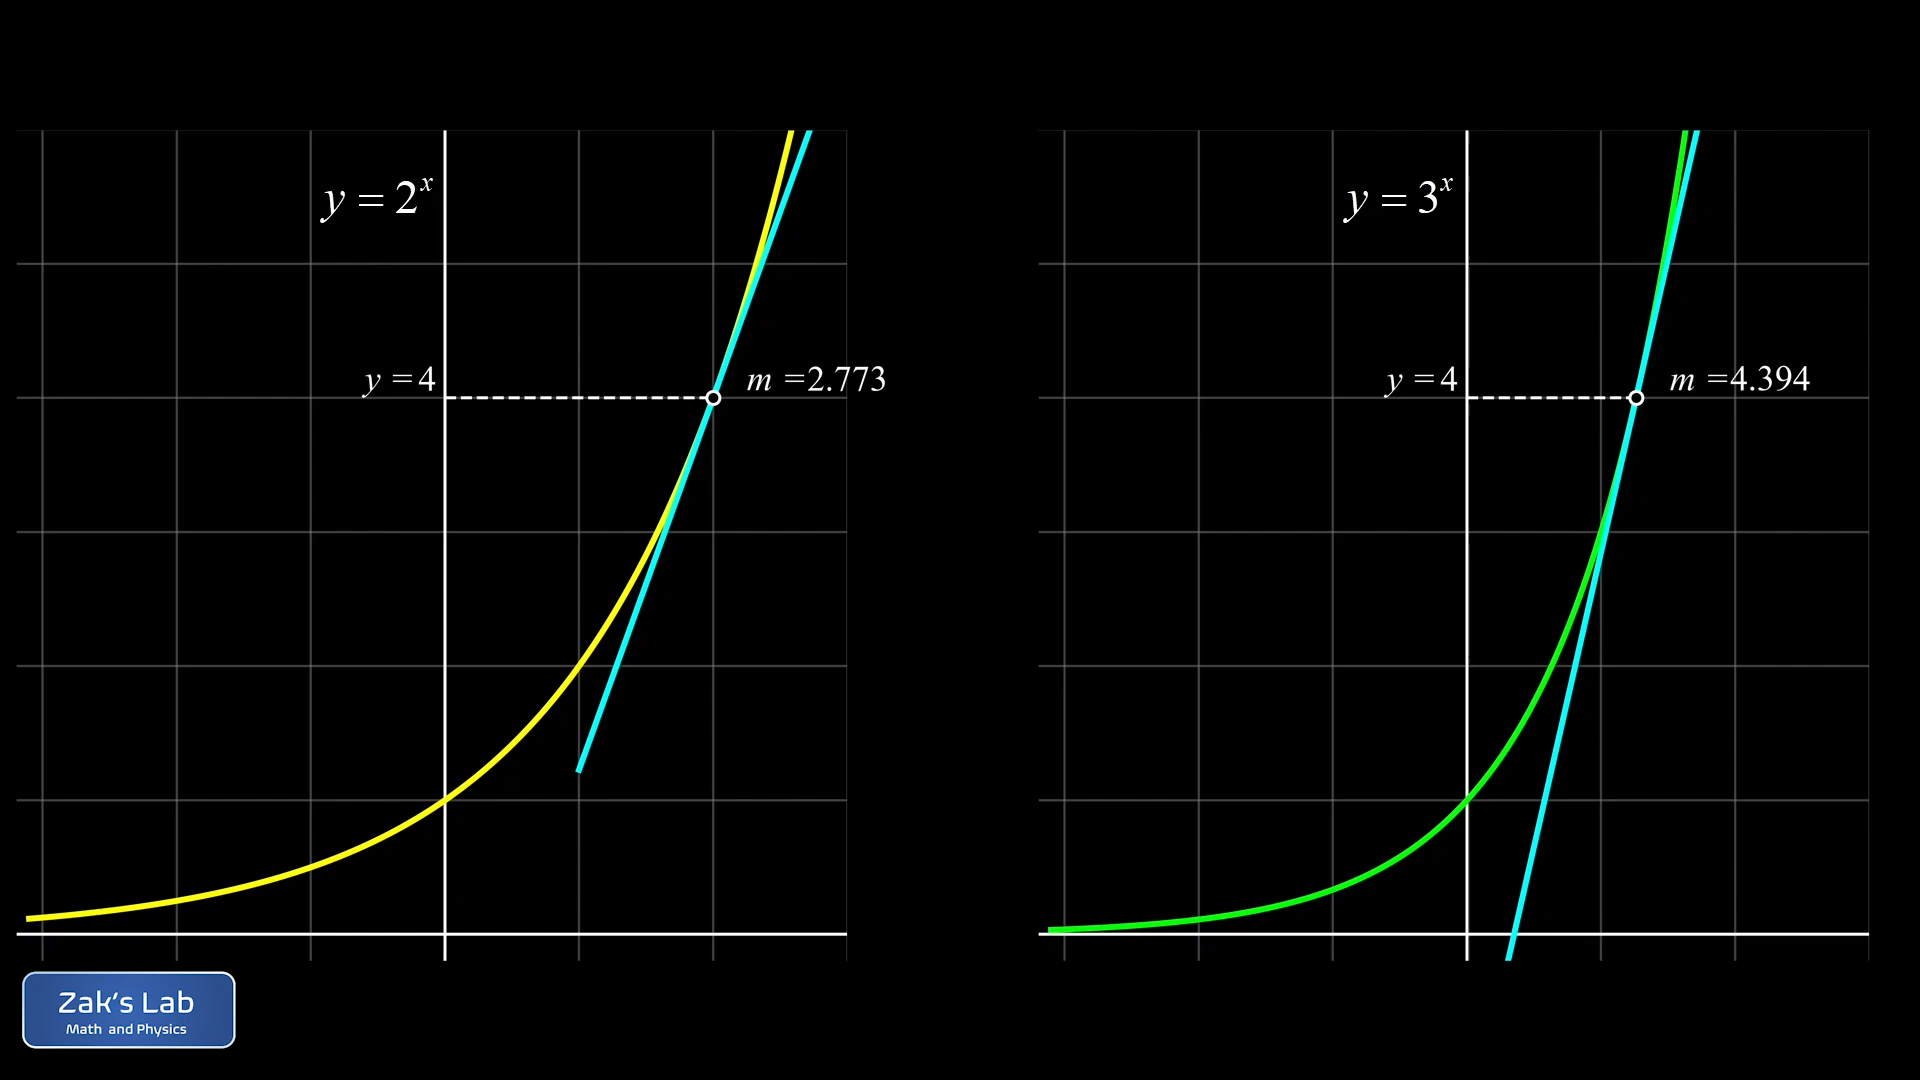 y = 2^x
y = 4
m = 2.773
y = 3^x
y = 4
m = 4.394
Zak's Lab
Math and Physics